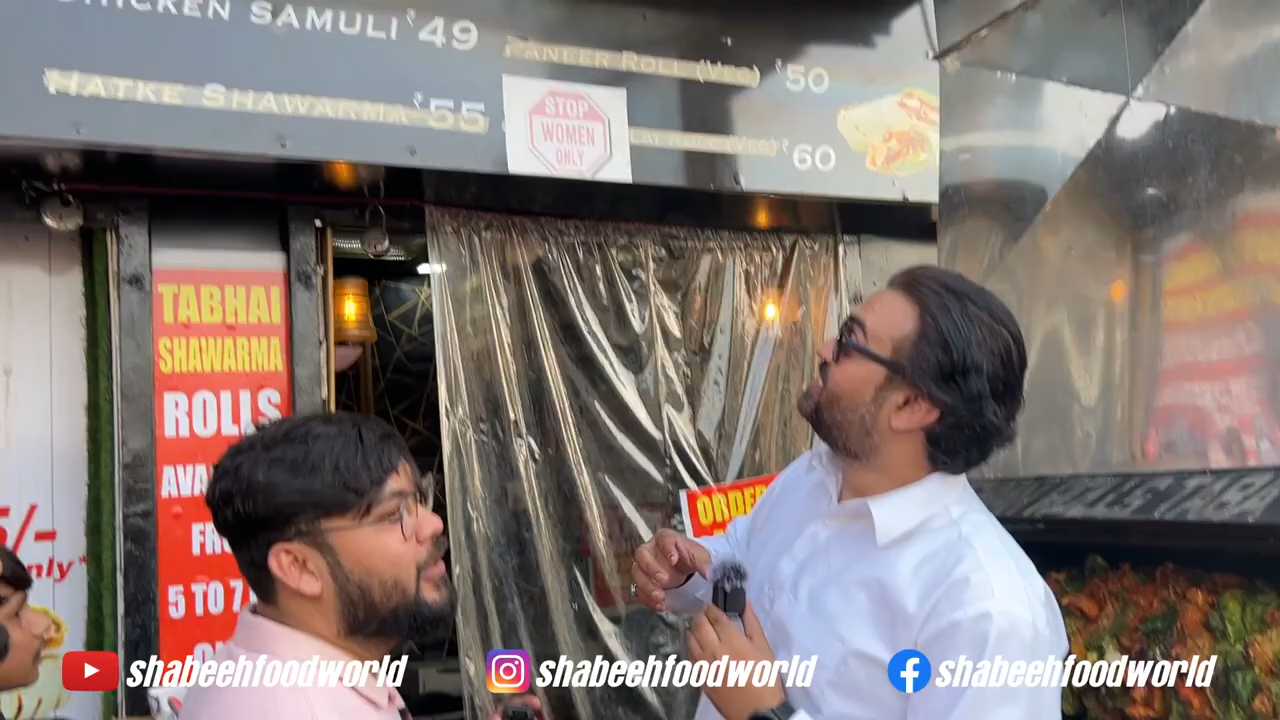 CHICKEN SAMULI ₹49
PANEER ROLL (VEG) ₹50
HATKE SHAWARMA ₹55
STOP
WOMEN
ONLY
₹60
TABHAI
SHAWARMA
ROLLS
FR
5 TO 7
ORDER
shabeehfoodworld
shabeehfoodworld
shabeehfoodworld